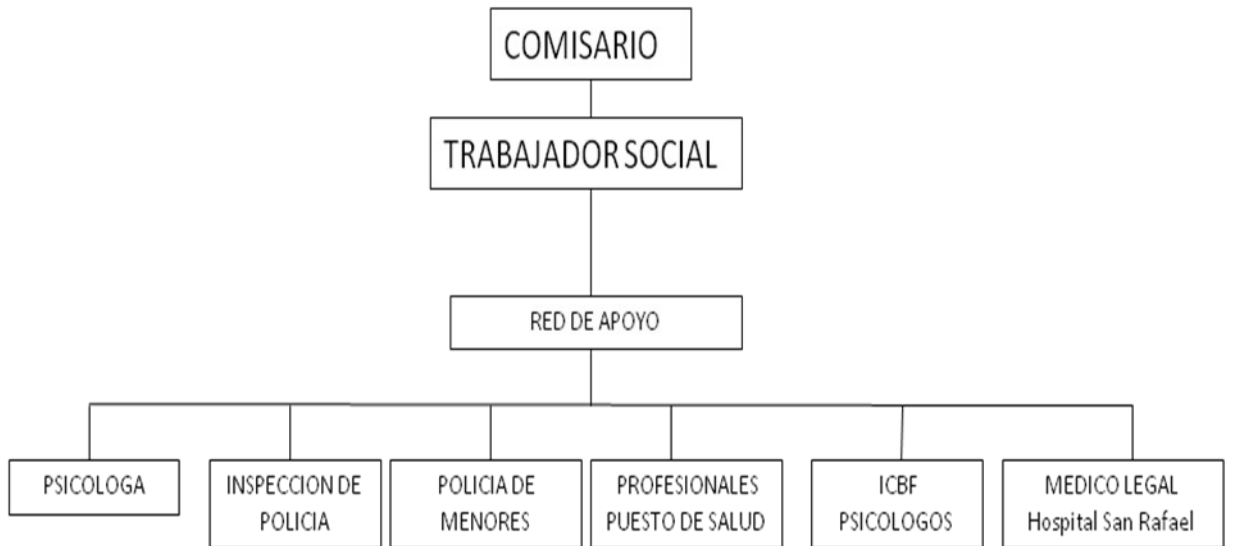 COMISARIO
TRABAJADOR SOCIAL
RED DE APOYO
PSICOLOGA
INSPECCION DE
POLICIA
POLICIA DE
MENORES
PROFESIONALES
PUESTO DE SALUD
ICBF
PSICOLOGOS
MEDICO LEGAL
Hospital San Rafael